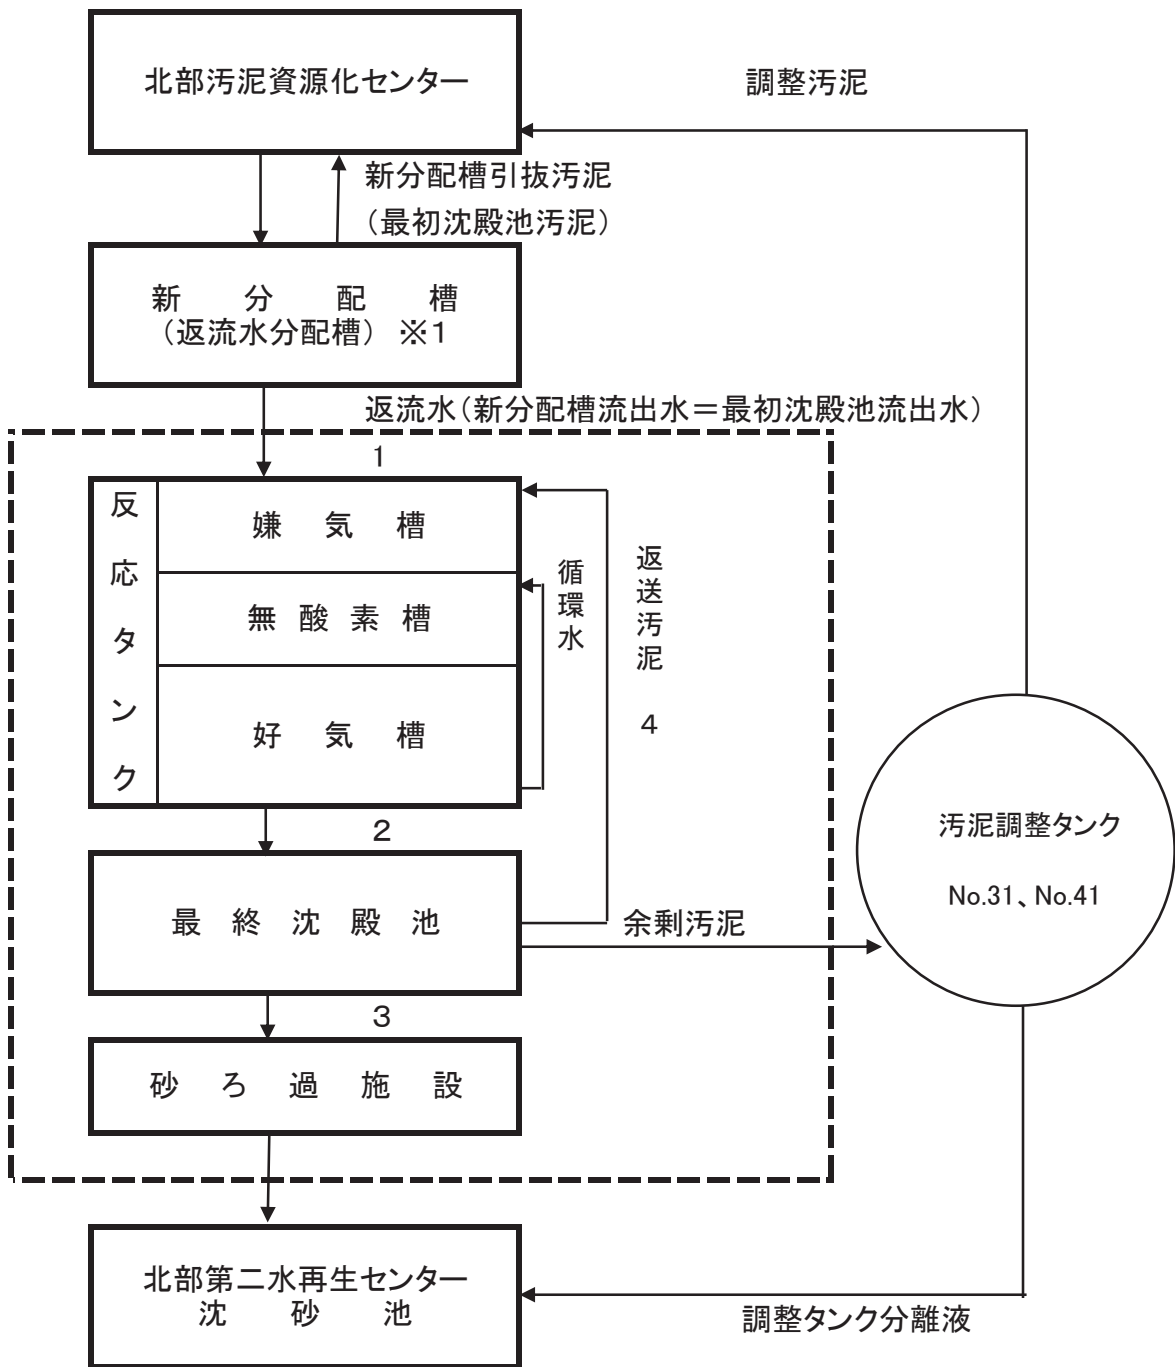 北部汚泥資源化センター
調整汚泥
新分配槽引抜汚泥
（最初沈殿池汚泥）
新分配槽
（返流水分配槽）※1
返流水（新分配槽流出水＝最初沈殿池流出水）
1
反応タンク
嫌気槽
無酸素槽
好気槽
循環水
返送汚泥 4
2
最終沈殿池
余剰汚泥
汚泥調整タンク
No.31、No.41
3
砂ろ過施設
北部第二水再生センター
沈砂池
調整タンク分離液